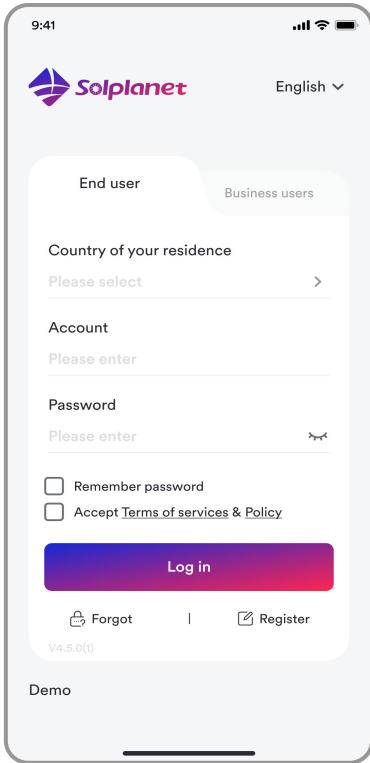 9:41
Solplanet
English
End user
Business users
Country of your residence
Please select
Account
Please enter
Password
Please enter
Remember password
Accept Terms of services & Policy
Log in
Forgot | Register
V4.5.0(1)
Demo